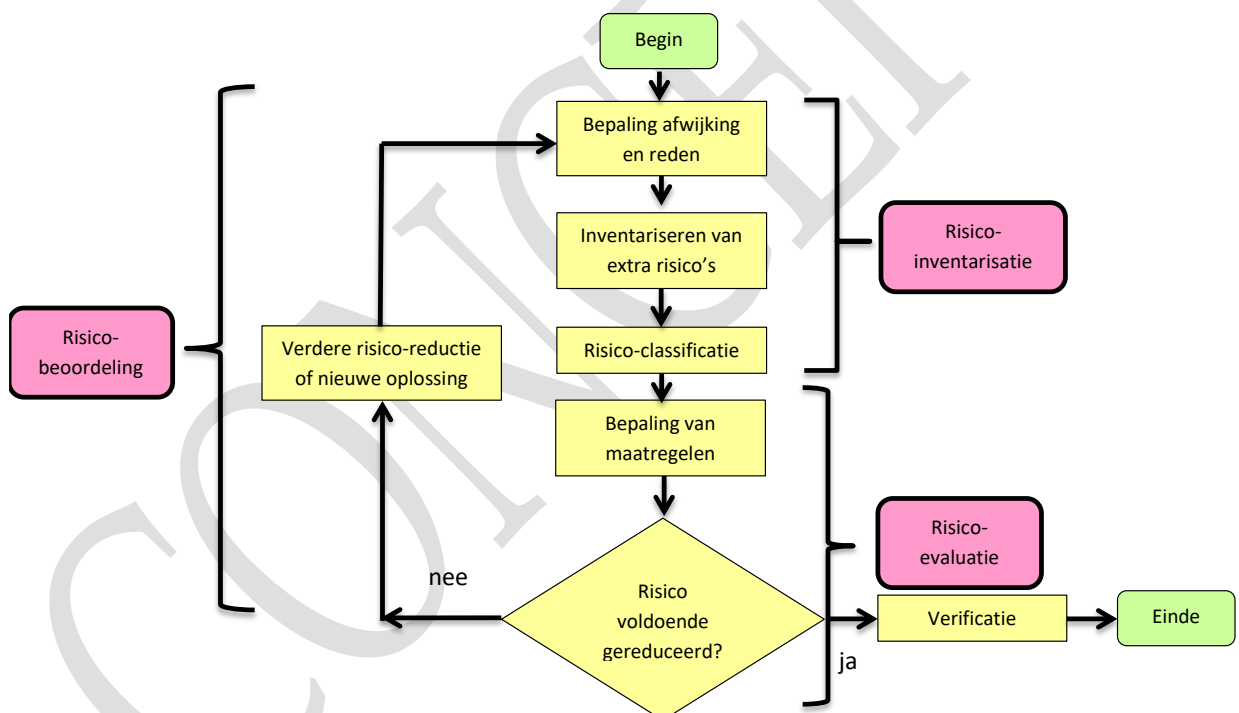 Begin
Bepaling afwijking
en reden
Inventariseren van
extra risico's
Risico-
inventarisatie
Risico-
beoordeling
Verdere risico-reductie
of nieuwe oplossing
Risico-classificatie
Bepaling van
maatregelen
Risico-
evaluatie
nee
Risico
voldoende
gereduceerd?
Verificatie
Einde
ja